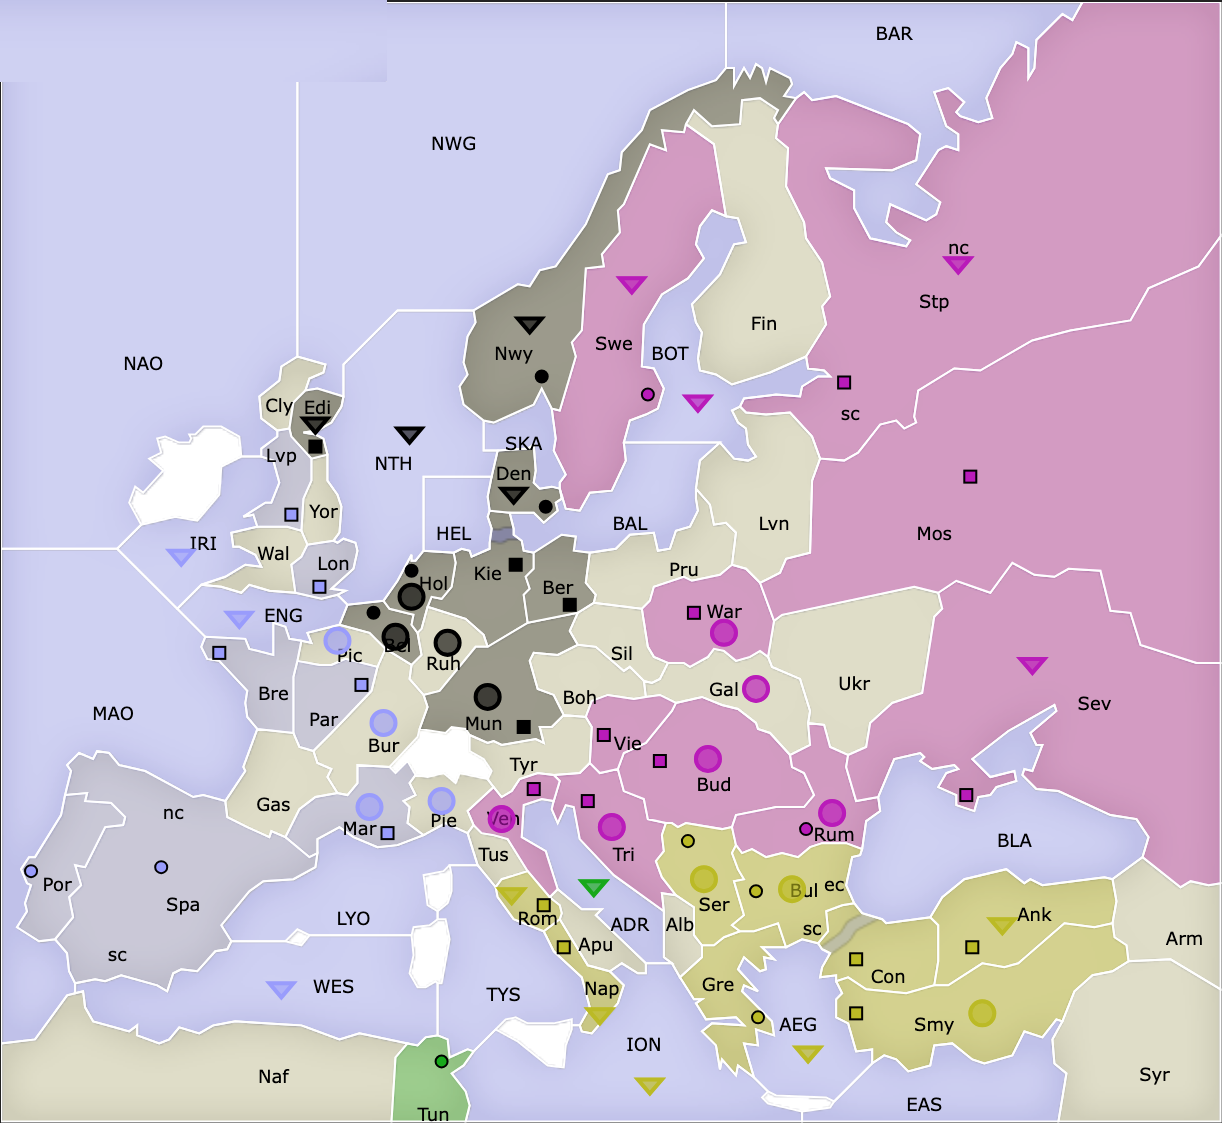 BAR
NWG
nc
Stp
Fin
Swe
BOT
Nwy
NAO
Cly
Edi
sc
SKA
Lvp
NTH
Den
Yor
HEL
BAL
Lvn
Mos
IRI
Wal
Lon
Kie
Hol
Ber
Pru
ENG
War
Bel
Pic
Ruh
Sil
Bre
Boh
Gal
Ukr
Sev
MAO
Par
Mun
Bur
Vie
Tyr
Bud
nc
Gas
Mar
Pie
Ven
Rum
BLA
Tus
Tri
Por
Spa
Ser
Bul
ec
LYO
Rom
ADR
Alb
sc
Ank
Apu
Arm
sc
WES
TYS
Nap
Gre
Con
ION
AEG
Smy
Naf
Syr
EAS
Tun